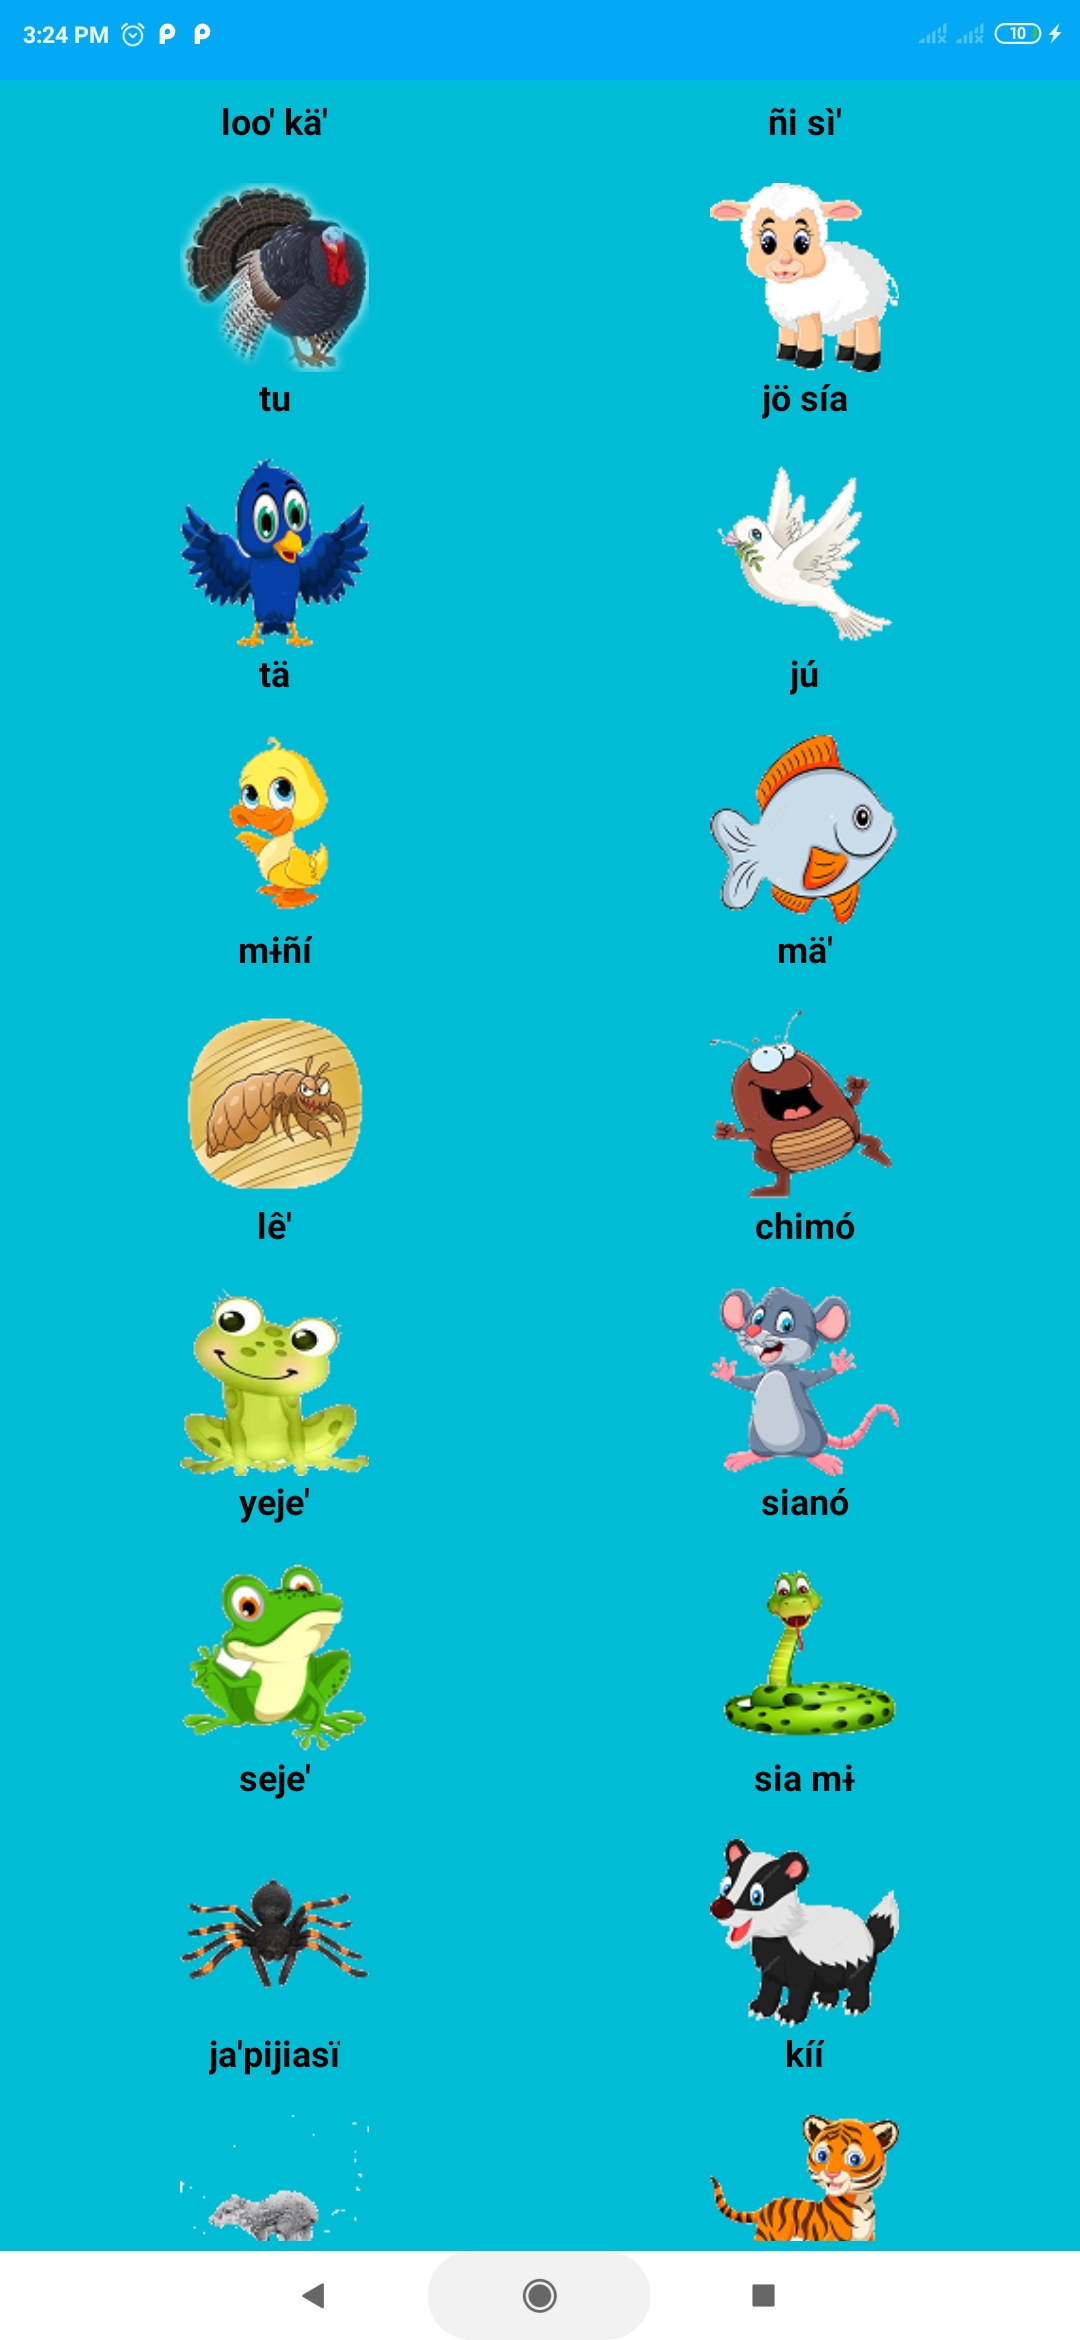 3:24 PM
10
loo' kä' ñi sì'
tu jö sía
tä jú
mɨñí mä'
lê' chimó
yeje' sianó
seje' sia mɨ
ja'pijiasï kíí